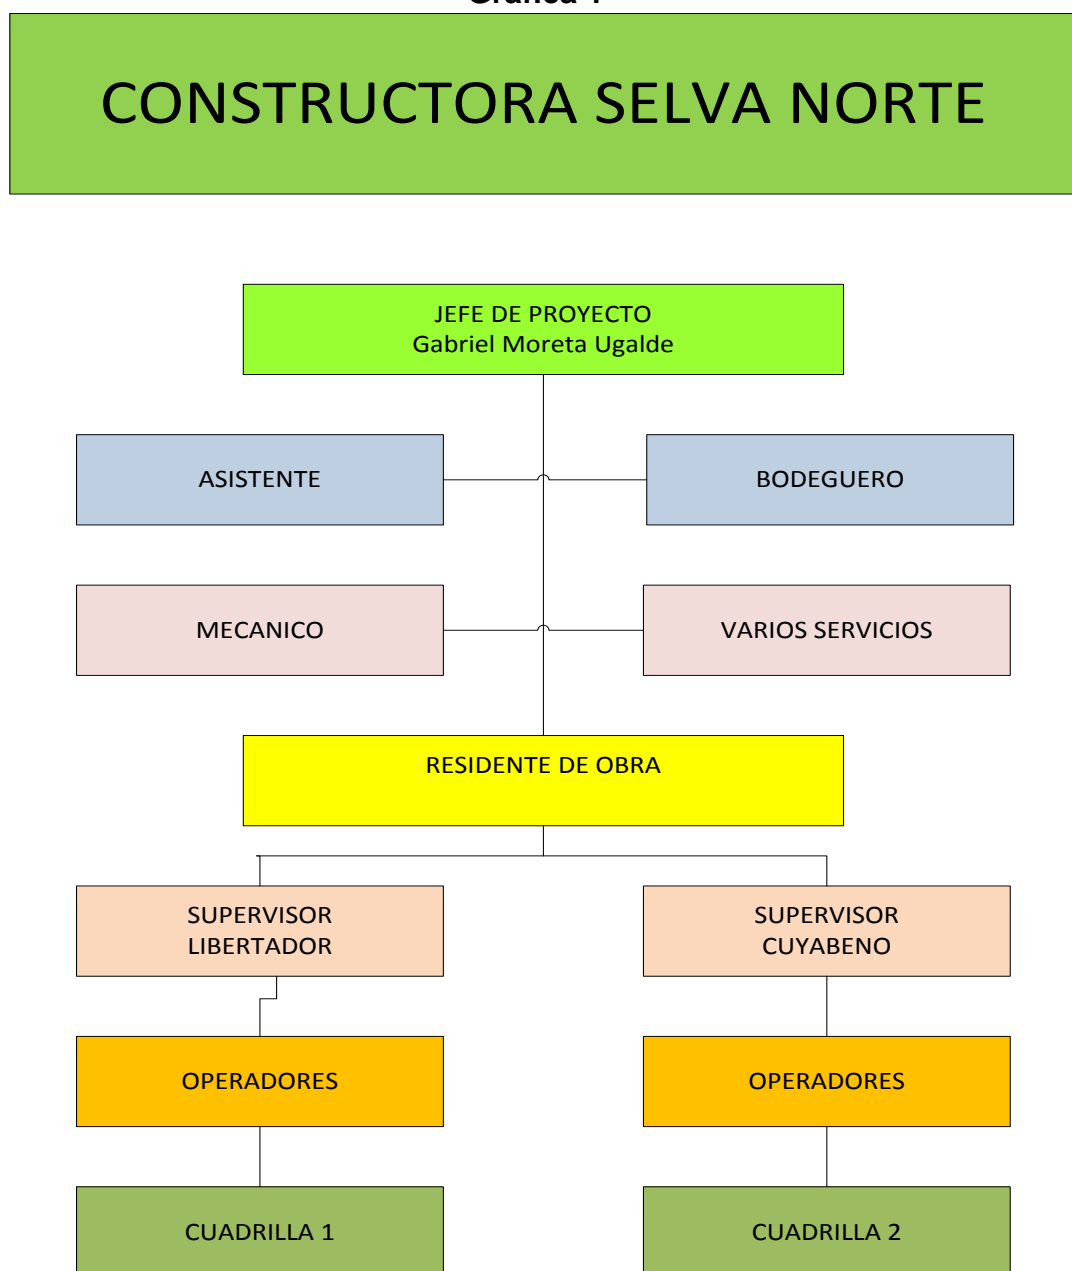 CONSTRUCTORA SELVA NORTE
JEFE DE PROYECTO
Gabriel Moreta Ugalde
ASISTENTE
BODEGUERO
MECANICO
VARIOS SERVICIOS
RESIDENTE DE OBRA
SUPERVISOR
LIBERTADOR
SUPERVISOR
CUYABENO
OPERADORES
OPERADORES
CUADRILLA 1
CUADRILLA 2